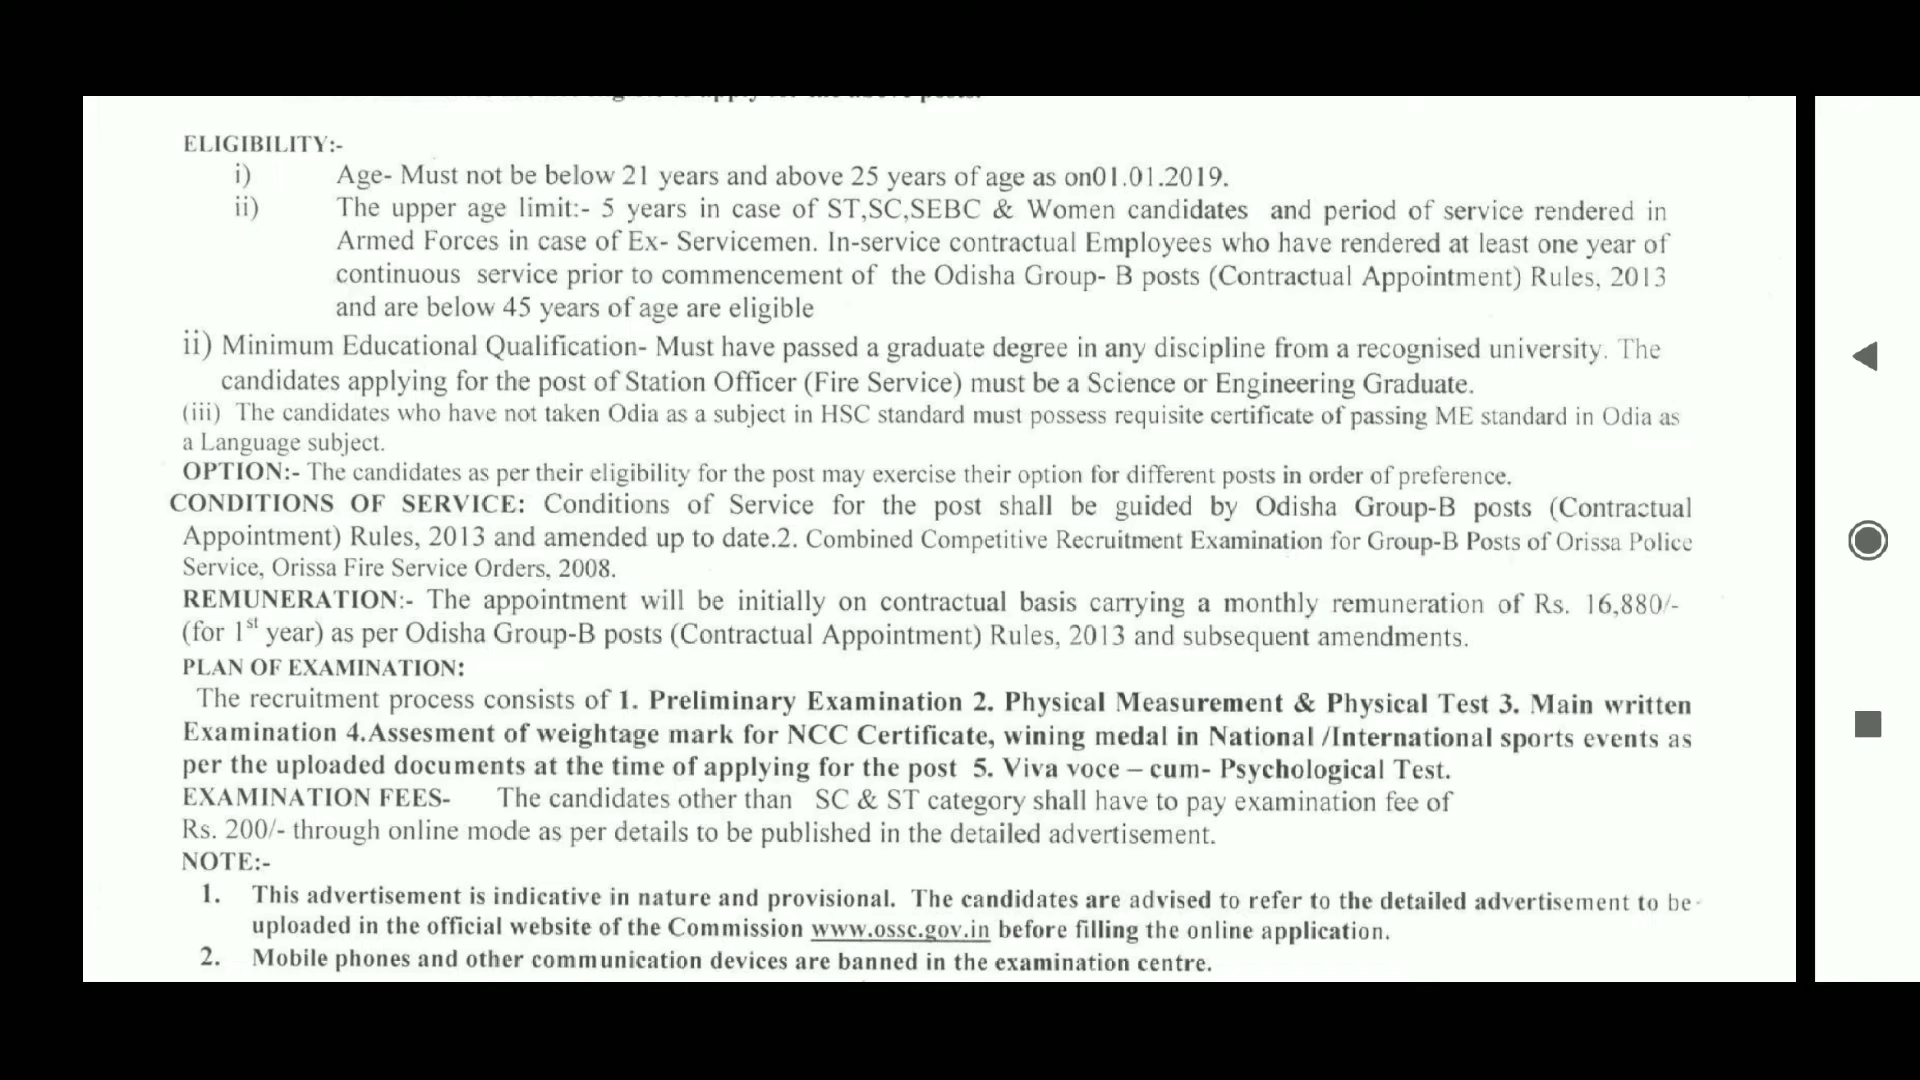 ELIGIBILITY:-
i) Age- Must not be below 21 years and above 25 years of age as on01.01.2019.
ii) The upper age limit:- 5 years in case of ST,SC,SEBC & Women candidates and period of service rendered in
Armed Forces in case of Ex- Servicemen. In-service contractual Employees who have rendered at least one year of
continuous service prior to commencement of the Odisha Group- B posts (Contractual Appointment) Rules, 2013
and are below 45 years of age are eligible
ii) Minimum Educational Qualification- Must have passed a graduate degree in any discipline from a recognised university. The
candidates applying for the post of Station Officer (Fire Service) must be a Science or Engineering Graduate.
(iii) The candidates who have not taken Odia as a subject in HSC standard must possess requisite certificate of passing ME standard in Odia as
a Language subject.
OPTION:- The candidates as per their eligibility for the post may exercise their option for different posts in order of preference.
CONDITIONS OF SERVICE: Conditions of Service for the post shall be guided by Odisha Group-B posts (Contractual
Appointment) Rules, 2013 and amended up to date.2. Combined Competitive Recruitment Examination for Group-B Posts of Orissa Police
Service, Orissa Fire Service Orders, 2008.
REMUNERATION:- The appointment will be initially on contractual basis carrying a monthly remuneration of Rs. 16,880/-
(for 1st year) as per Odisha Group-B posts (Contractual Appointment) Rules, 2013 and subsequent amendments.
PLAN OF EXAMINATION:
The recruitment process consists of 1. Preliminary Examination 2. Physical Measurement & Physical Test 3. Main written
Examination 4.Assesment of weightage mark for NCC Certificate, wining medal in National /International sports events as
per the uploaded documents at the time of applying for the post 5. Viva voce – cum- Psychological Test.
EXAMINATION FEES- The candidates other than SC & ST category shall have to pay examination fee of
Rs. 200/- through online mode as per details to be published in the detailed advertisement.
NOTE:-
1. This advertisement is indicative in nature and provisional. The candidates are advised to refer to the detailed advertisement to be
uploaded in the official website of the Commission www.ossc.gov.in before filling the online application.
2. Mobile phones and other communication devices are banned in the examination centre.